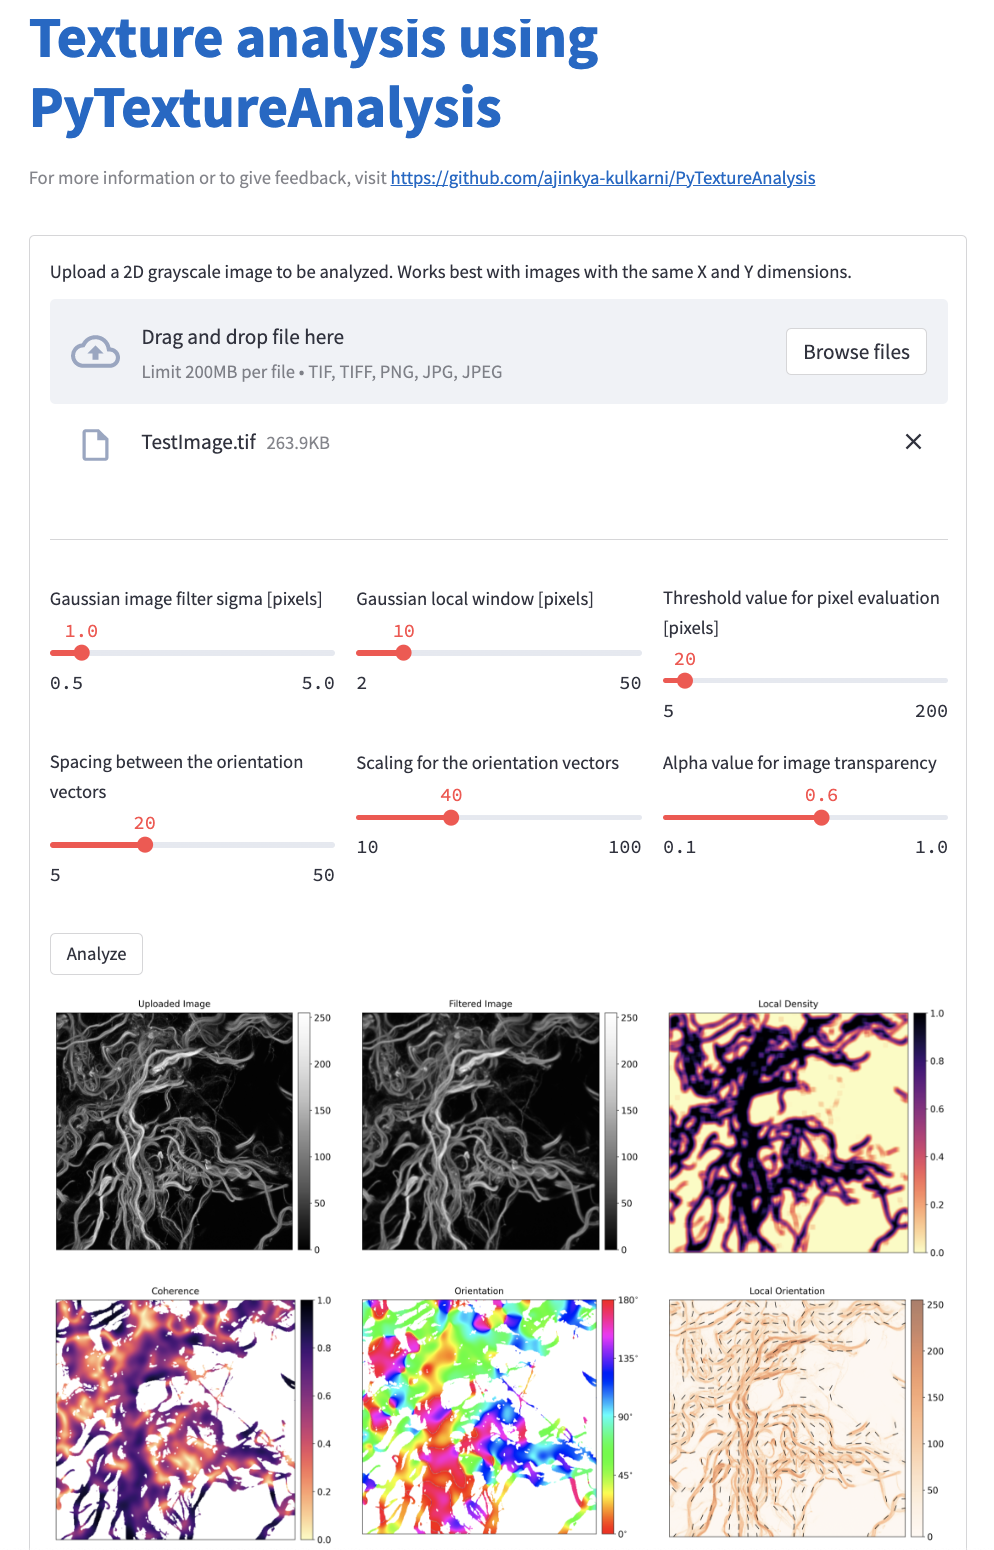 Texture analysis using
PyTextureAnalysis
For more information or to give feedback, visit https://github.com/ajinkya-kulkarni/PyTextureAnalysis
Upload a 2D grayscale image to be analyzed. Works best with images with the same X and Y dimensions.
Drag and drop file here
Limit 200MB per file • TIF, TIFF, PNG, JPG, JPEG
Browse files
TestImage.tif 263.9KB
Gaussian image filter sigma [pixels]
1.0
0.5 5.0
Gaussian local window [pixels]
10
2 50
Threshold value for pixel evaluation
[pixels]
20
5 200
Spacing between the orientation
vectors
20
5 50
Scaling for the orientation vectors
40
10 100
Alpha value for image transparency
0.6
0.1 1.0
Analyze
Uploaded Image
250
200
150
100
50
0
Filtered Image
250
200
150
100
50
0
Local Density
1.0
0.8
0.6
0.4
0.2
0.0
Coherence
1.0
0.8
0.6
0.4
0.2
0.0
Orientation
180°
135°
90°
45°
0°
Local Orientation
250
200
150
100
50
0